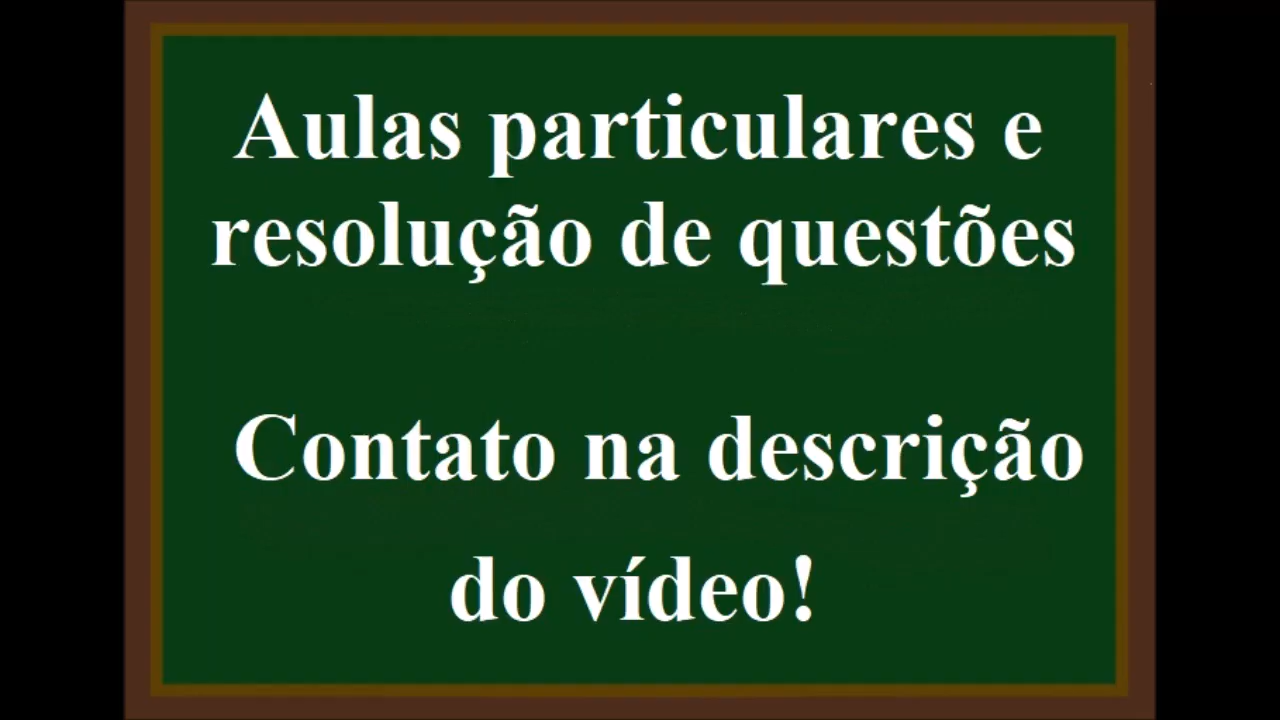 Aulas particulares e
resolução de questões
Contato na descrição
do vídeo!